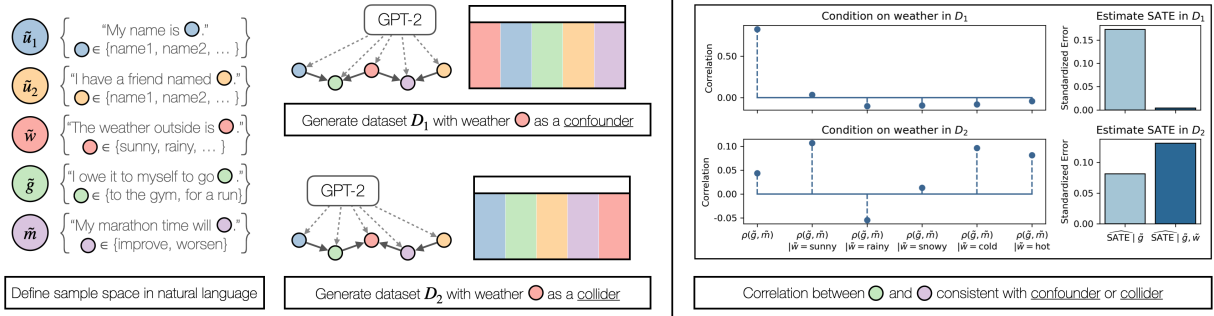 ũ1
"My name is ."
∈ {name1, name2, … }
ũ2
"I have a friend named ."
∈ {name1, name2, … }
w̃
"The weather outside is ."
∈ {sunny, rainy, … }
g̃
"I owe it to myself to go ."
∈ {to the gym, for a run}
m̃
"My marathon time will ."
∈ {improve, worsen}
Define sample space in natural language
GPT-2
Generate dataset D1 with weather as a confounder
GPT-2
Generate dataset D2 with weather as a collider
Condition on weather in D1
Correlation
0.50
0.00
Estimate SATE in D1
Standardized Error
0.15
0.10
0.05
0.00
Condition on weather in D2
Correlation
0.10
0.05
0.00
-0.05
ρ(g̃, m̃)
ρ(g̃, m̃)
|w̃ = sunny
ρ(g̃, m̃)
|w̃ = rainy
ρ(g̃, m̃)
|w̃ = snowy
ρ(g̃, m̃)
|w̃ = cold
ρ(g̃, m̃)
|w̃ = hot
Estimate SATE in D2
Standardized Error
0.10
0.05
0.00
SATE | g̃
SATE | g̃, w̃
Correlation between and consistent with confounder or collider